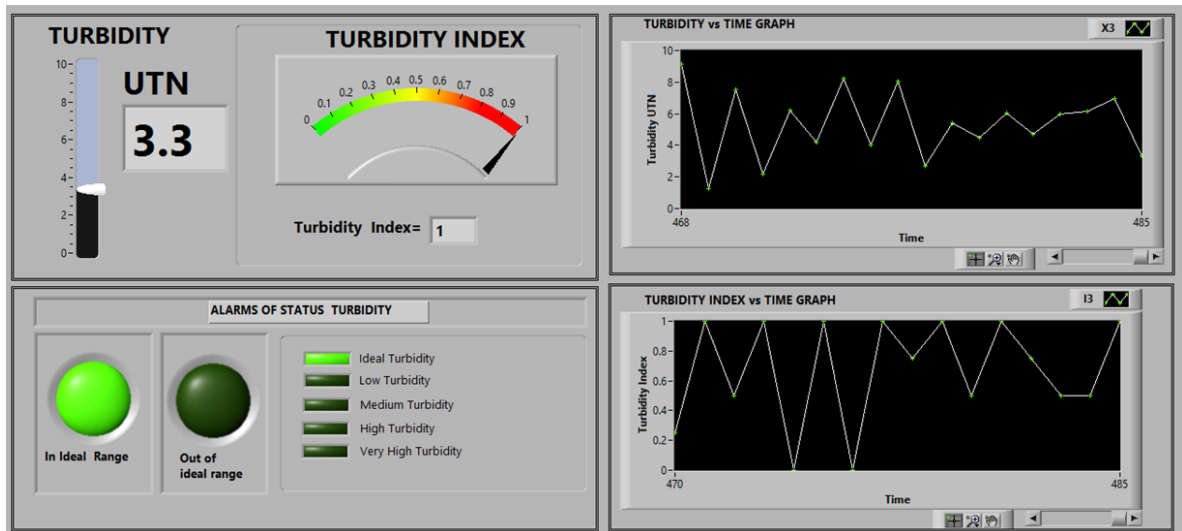 TURBIDITY
UTN
3.3
10-
8-
6-
4-
2-
0-
TURBIDITY INDEX
0
0.1
0.2
0.3
0.4
0.5
0.6
0.7
0.8
0.9
1
Turbidity Index= 1
TURBIDITY vs TIME GRAPH
X3
Turbidity UTN
10-
8-
6-
4-
2-
0-
468
485
Time
ALARMS OF STATUS TURBIDITY
In Ideal Range
Out of
ideal range
Ideal Turbidity
Low Turbidity
Medium Turbidity
High Turbidity
Very High Turbidity
TURBIDITY INDEX vs TIME GRAPH
I3
Turbidity Index
1-
0.8-
0.6-
0.4-
0.2-
0-
470
485
Time